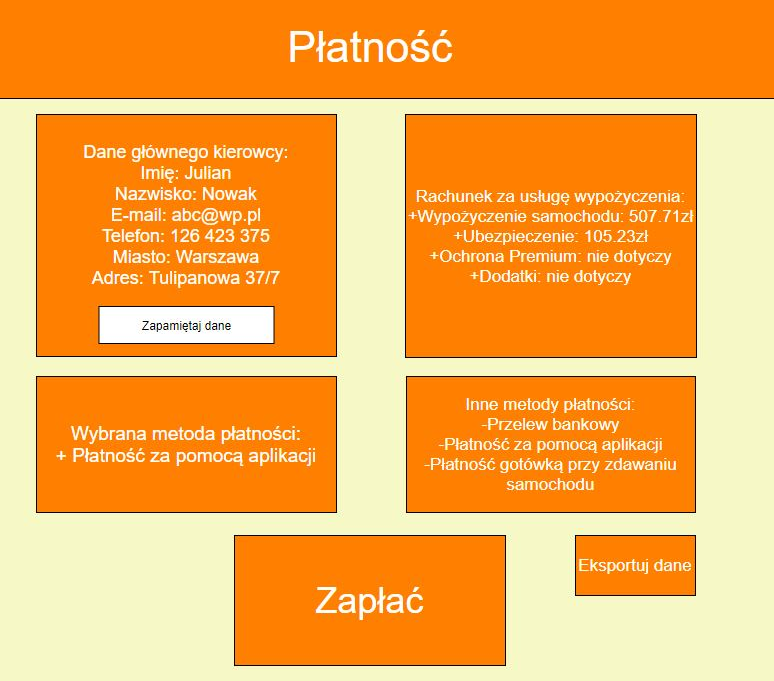 Płatność
Dane głównego kierowcy:
Imię: Julian
Nazwisko: Nowak
E-mail: abc@wp.pl
Telefon: 126 423 375
Miasto: Warszawa
Adres: Tulipanowa 37/7
Zapamiętaj dane
Rachunek za usługę wypożyczenia:
+Wypożyczenie samochodu: 507.71zł
+Ubezpieczenie: 105.23zł
+Ochrona Premium: nie dotyczy
+Dodatki: nie dotyczy
Wybrana metoda płatności:
+ Płatność za pomocą aplikacji
Inne metody płatności:
-Przelew bankowy
-Płatność za pomocą aplikacji
-Płatność gotówką przy zdawaniu
samochodu
Zapłać
Eksportuj dane